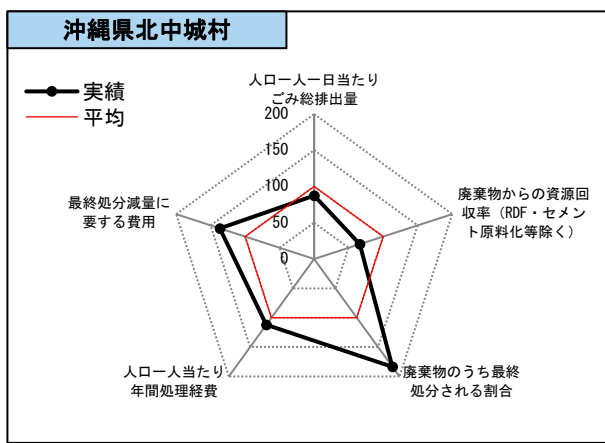 沖縄県北中城村
実績
平均
人口一人一日当たり
ごみ総排出量
200
150
100
50
0
廃棄物からの資源回
収率（RDF・セメン
ト原料化等除く）
廃棄物のうち最終
処分される割合
人口一人当たり
年間処理経費
最終処分減量に
要する費用